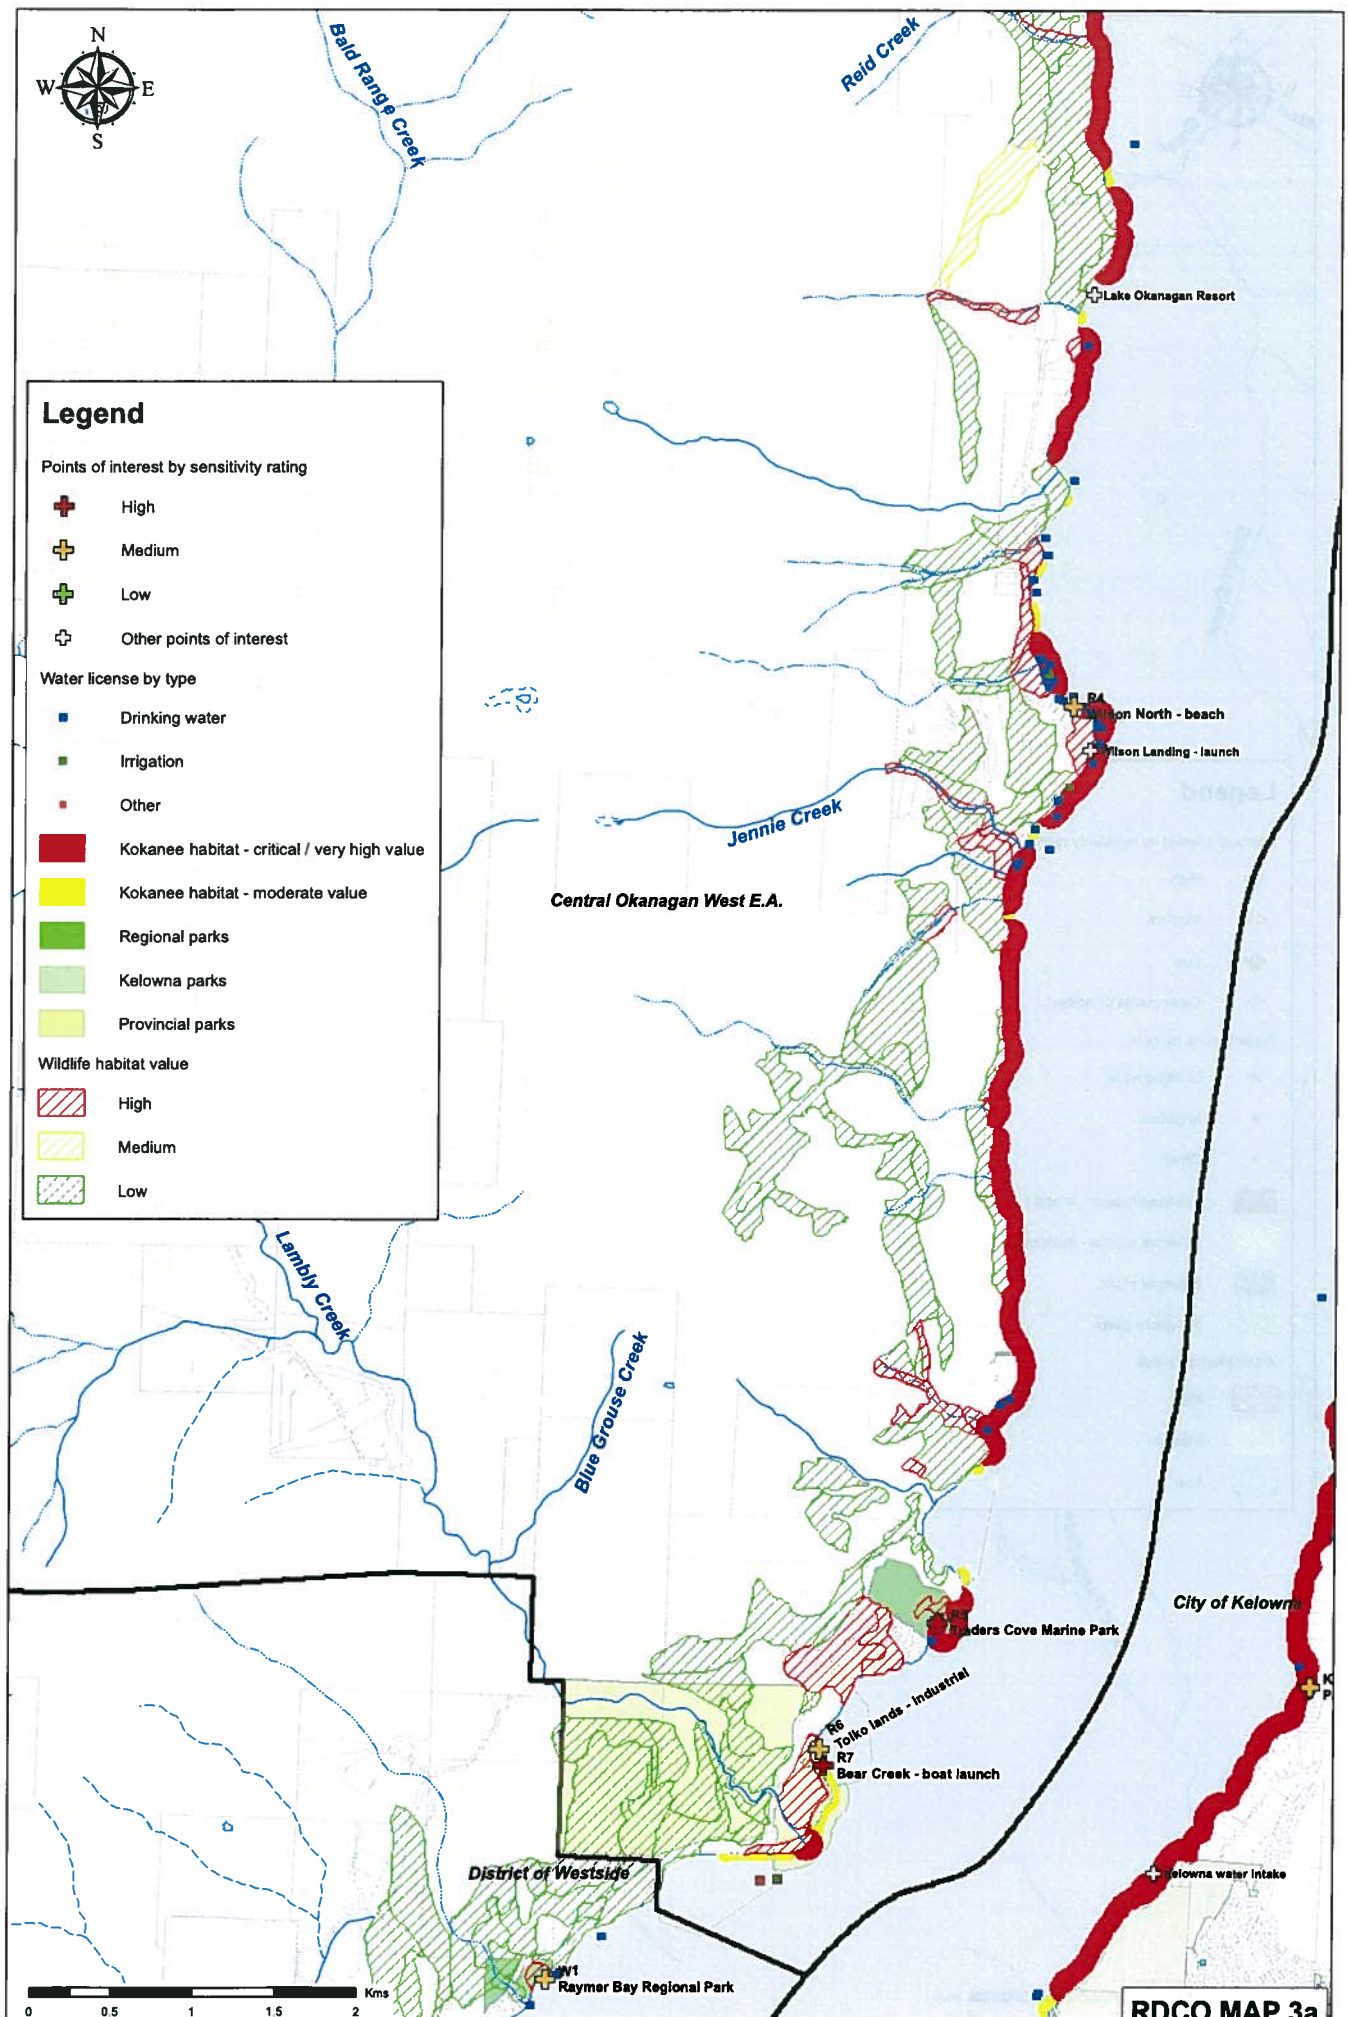 N
W E
S
Bald Range Creek
Reid Creek
Lake Okanagan Resort
Legend
Points of interest by sensitivity rating
High
Medium
Low
Other points of interest
Water license by type
Drinking water
Irrigation
Other
Kokanee habitat - critical / very high value
Kokanee habitat - moderate value
Regional parks
Kelowna parks
Provincial parks
Wildlife habitat value
High
Medium
Low
R4
Wilson North - beach
Wilson Landing - launch
Jennie Creek
Central Okanagan West E.A.
Lambly Creek
Blue Grouse Creek
City of Kelowna
Traders Cove Marine Park
R6
Tolko lands - industrial
R7
Bear Creek - boat launch
K
P
Kelowna water intake
District of Westside
W1
Raymer Bay Regional Park
0 0.5 1 1.5 2 Kms
RDCO MAP 3a